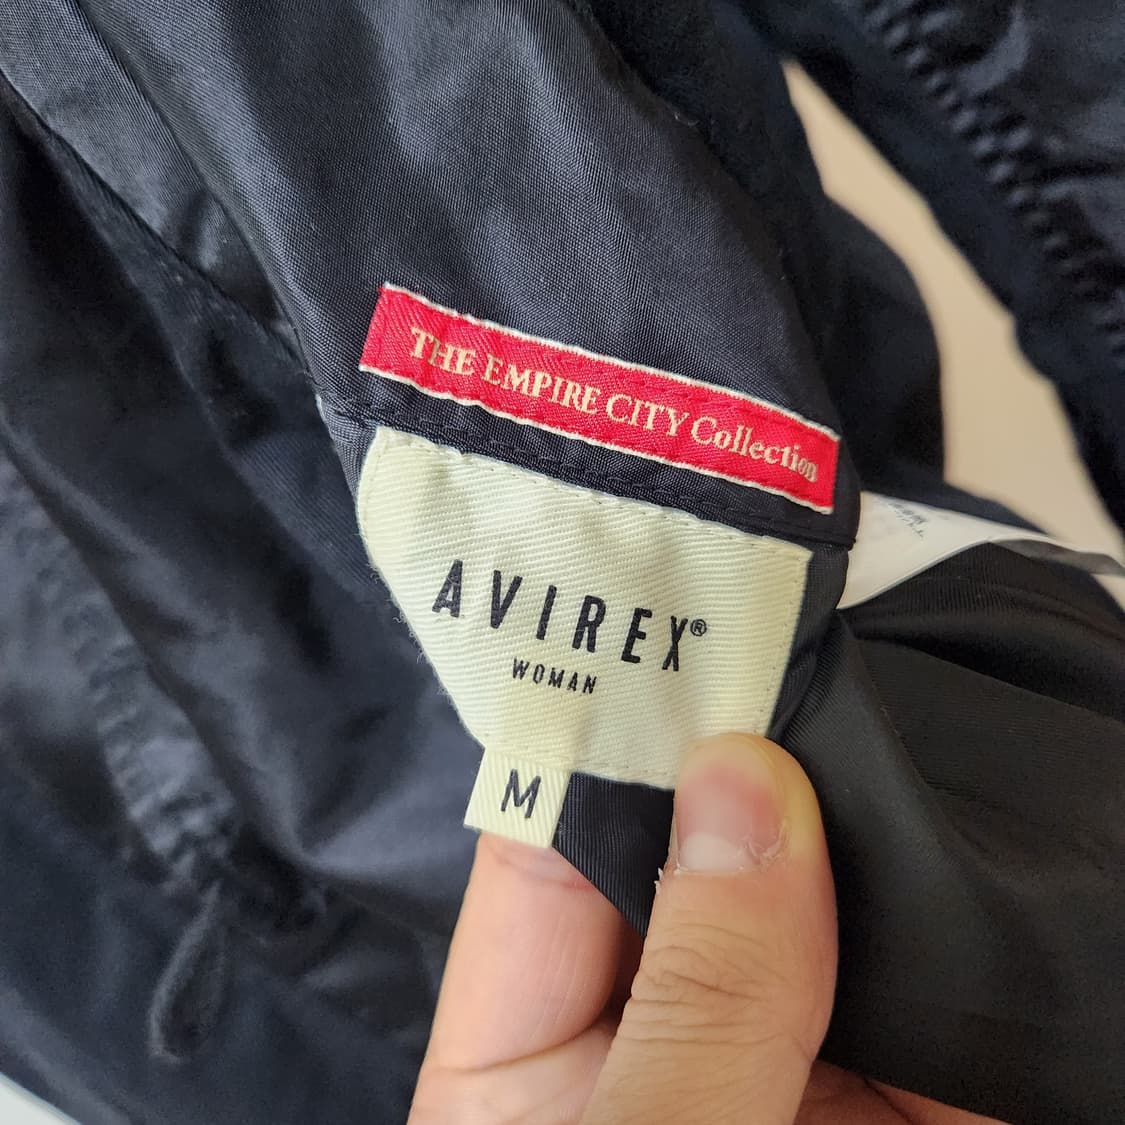 THE EMPIRE CITY Collection
AVIREX®
WOMAN
M